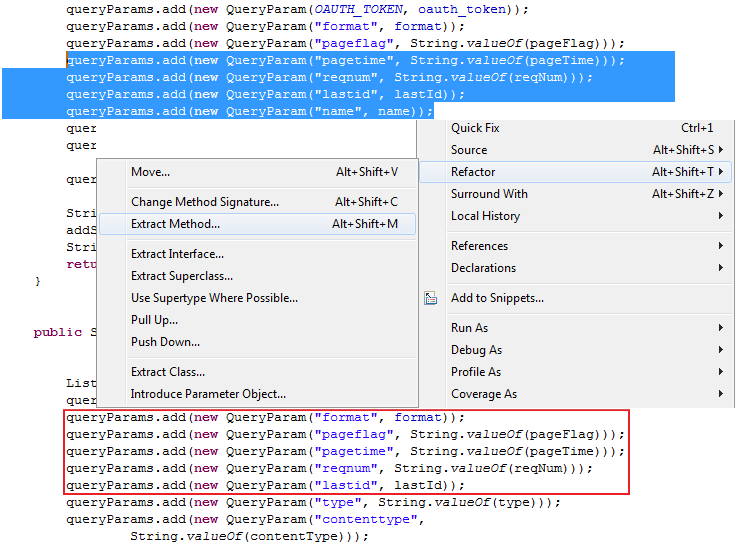 queryParams.add(new QueryParam(OAUTH_TOKEN, oauth_token));
queryParams.add(new QueryParam("format", format));
queryParams.add(new QueryParam("pageflag", String.valueOf(pageFlag)));
queryParams.add(new QueryParam("pagetime", String.valueOf(pageTime)));
queryParams.add(new QueryParam("reqnum", String.valueOf(reqNum)));
queryParams.add(new QueryParam("lastid", lastId));
queryParams.add(new QueryParam("name", name));
quer
quer
quer
Stri
addS
Stri
retu
}
public S
List
quer
Quick Fix Ctrl+1
Source Alt+Shift+S
Refactor Alt+Shift+T
Surround With Alt+Shift+Z
Local History
References
Declarations
Add to Snippets...
Run As
Debug As
Profile As
Coverage As
Move... Alt+Shift+V
Change Method Signature... Alt+Shift+C
Extract Method... Alt+Shift+M
Extract Interface...
Extract Superclass...
Use Supertype Where Possible...
Pull Up...
Push Down...
Extract Class...
Introduce Parameter Object...
queryParams.add(new QueryParam("format", format));
queryParams.add(new QueryParam("pageflag", String.valueOf(pageFlag)));
queryParams.add(new QueryParam("pagetime", String.valueOf(pageTime)));
queryParams.add(new QueryParam("reqnum", String.valueOf(reqNum)));
queryParams.add(new QueryParam("lastid", lastId));
queryParams.add(new QueryParam("type", String.valueOf(type)));
queryParams.add(new QueryParam("contenttype",
String.valueOf(contentType)));